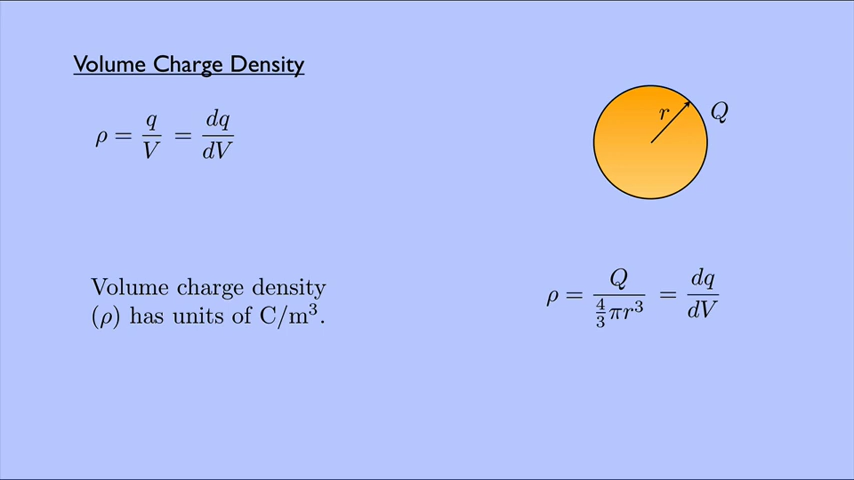 Volume Charge Density
ρ = q/V = dq/dV
r
Q
Volume charge density
(ρ) has units of C/m³.
ρ = Q/(4/3 πr³) = dq/dV